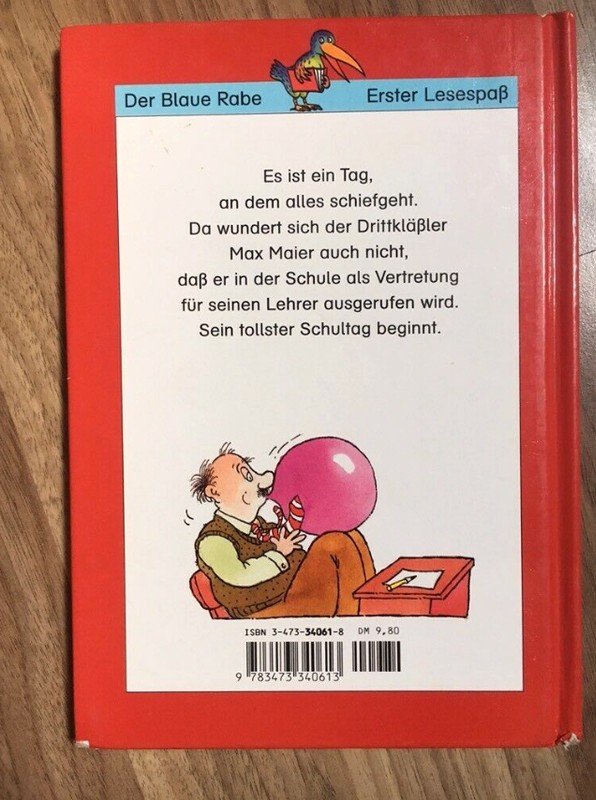 Der Blaue Rabe Erster Lesespaß
Es ist ein Tag,
an dem alles schiefgeht.
Da wundert sich der Drittkläßler
Max Maier auch nicht,
daß er in der Schule als Vertretung
für seinen Lehrer ausgerufen wird.
Sein tollster Schultag beginnt.
ISBN 3-473-34061-8 DM 9,80
9 783473 340613